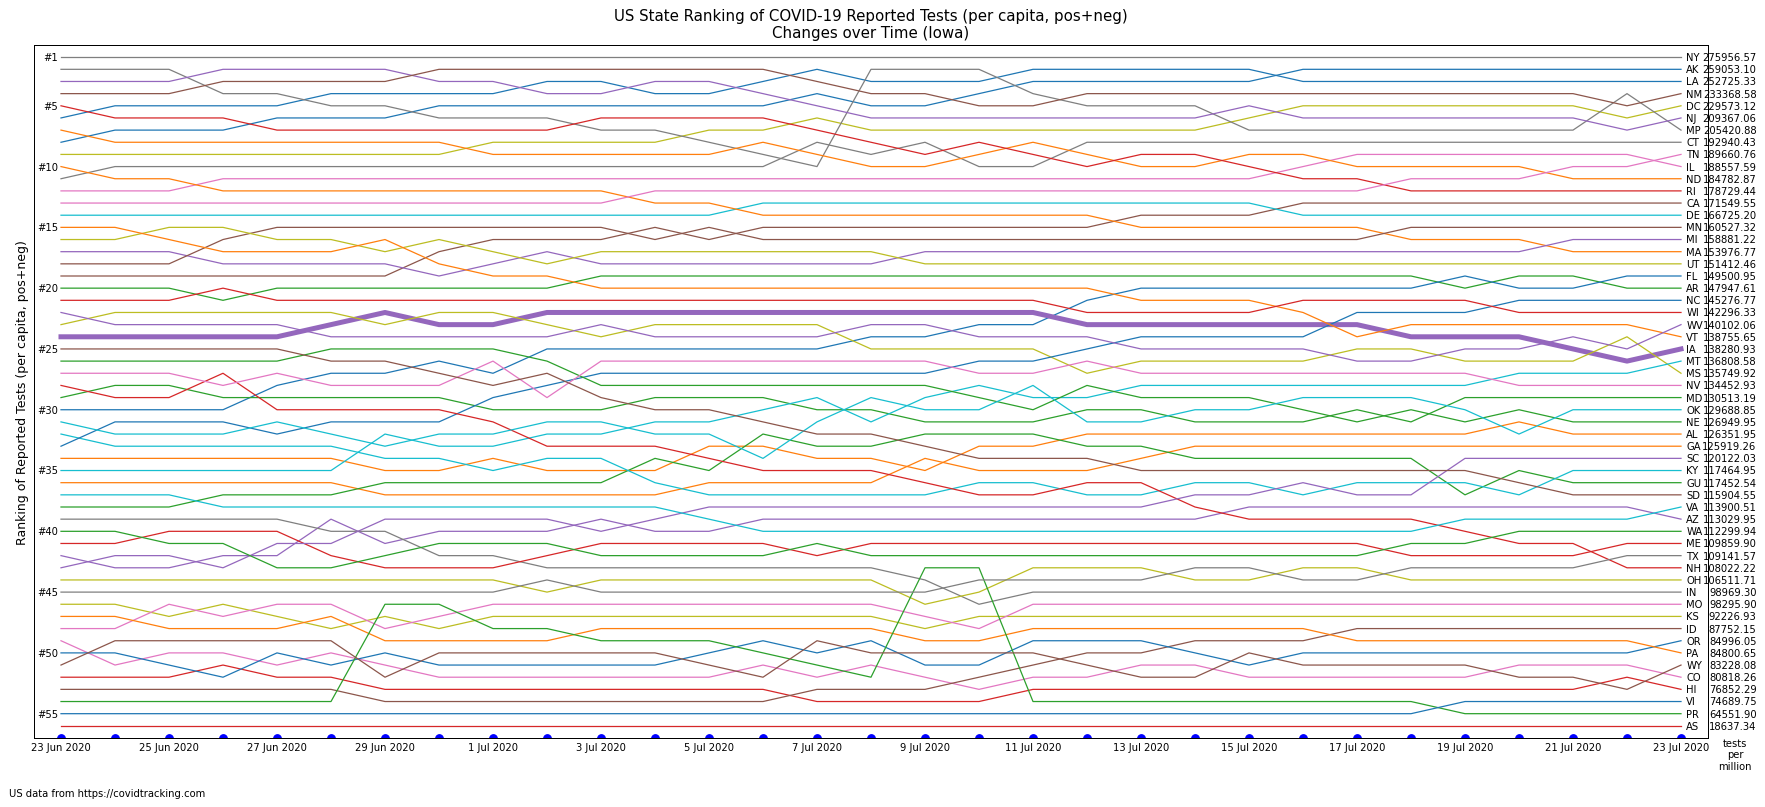 US State Ranking of COVID-19 Reported Tests (per capita, pos+neg)
Changes over Time (Iowa)
Ranking of Reported Tests (per capita, pos+neg)
#1
#5
#10
#15
#20
#25
#30
#35
#40
#45
#50
#55
NY 275956.57
AK 259053.10
LA 252725.33
NM 233368.58
DC 229573.12
NJ 209367.06
MP 205420.88
CT 192940.43
TN 189660.76
IL 188557.59
ND 184782.87
RI 178729.44
CA 171549.55
DE 166725.20
MN 160527.32
MI 158881.22
MA 153976.77
UT 151412.46
FL 149500.95
AR 147947.61
NC 145276.77
WI 142296.33
WV 140102.06
VT 138755.65
IA 138280.93
MT 136808.58
MS 135749.92
NV 134452.93
MD 130513.19
OK 129688.85
NE 126949.95
AL 126351.95
GA 125919.26
SC 120122.03
KY 117464.95
GU 117452.54
SD 115904.55
VA 113900.51
AZ 113029.95
WA 112299.94
ME 109859.90
TX 109141.57
NH 108022.22
OH 106511.71
IN 98969.30
MO 98295.90
KS 92226.93
ID 87752.15
OR 84996.05
PA 84800.65
WY 83228.08
CO 80818.26
HI 76852.29
VI 74689.75
PR 64551.90
AS 18637.34
23 Jun 2020 25 Jun 2020 27 Jun 2020 29 Jun 2020 1 Jul 2020 3 Jul 2020 5 Jul 2020 7 Jul 2020 9 Jul 2020 11 Jul 2020 13 Jul 2020 15 Jul 2020 17 Jul 2020 19 Jul 2020 21 Jul 2020 23 Jul 2020
tests
per
million
US data from https://covidtracking.com